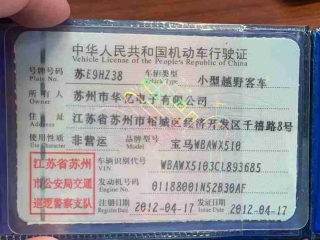 中华人民共和国机动车行驶证
Vehicle License of the People's Republic of China
号牌号码 苏E9HZ38 车辆类型 小型越野客车
Plate No. Vehicle Type
所有人 苏州市华亿电子有限公司
Owner
住址 江苏省苏州市相城区经济开发区千禧路8号
Address
使用性质 非营运 品牌型号 宝马WBAWX510
Use Character Model
江苏省苏州
市公安局交通
巡逻警察支队
车辆识别代号 WBAWX5103CL8936B5
VIN
发动机号码 01188001N52B30AF
Engine No.
注册日期 2012-04-17 发证日期 2012-04-17
Register Date Issue Date